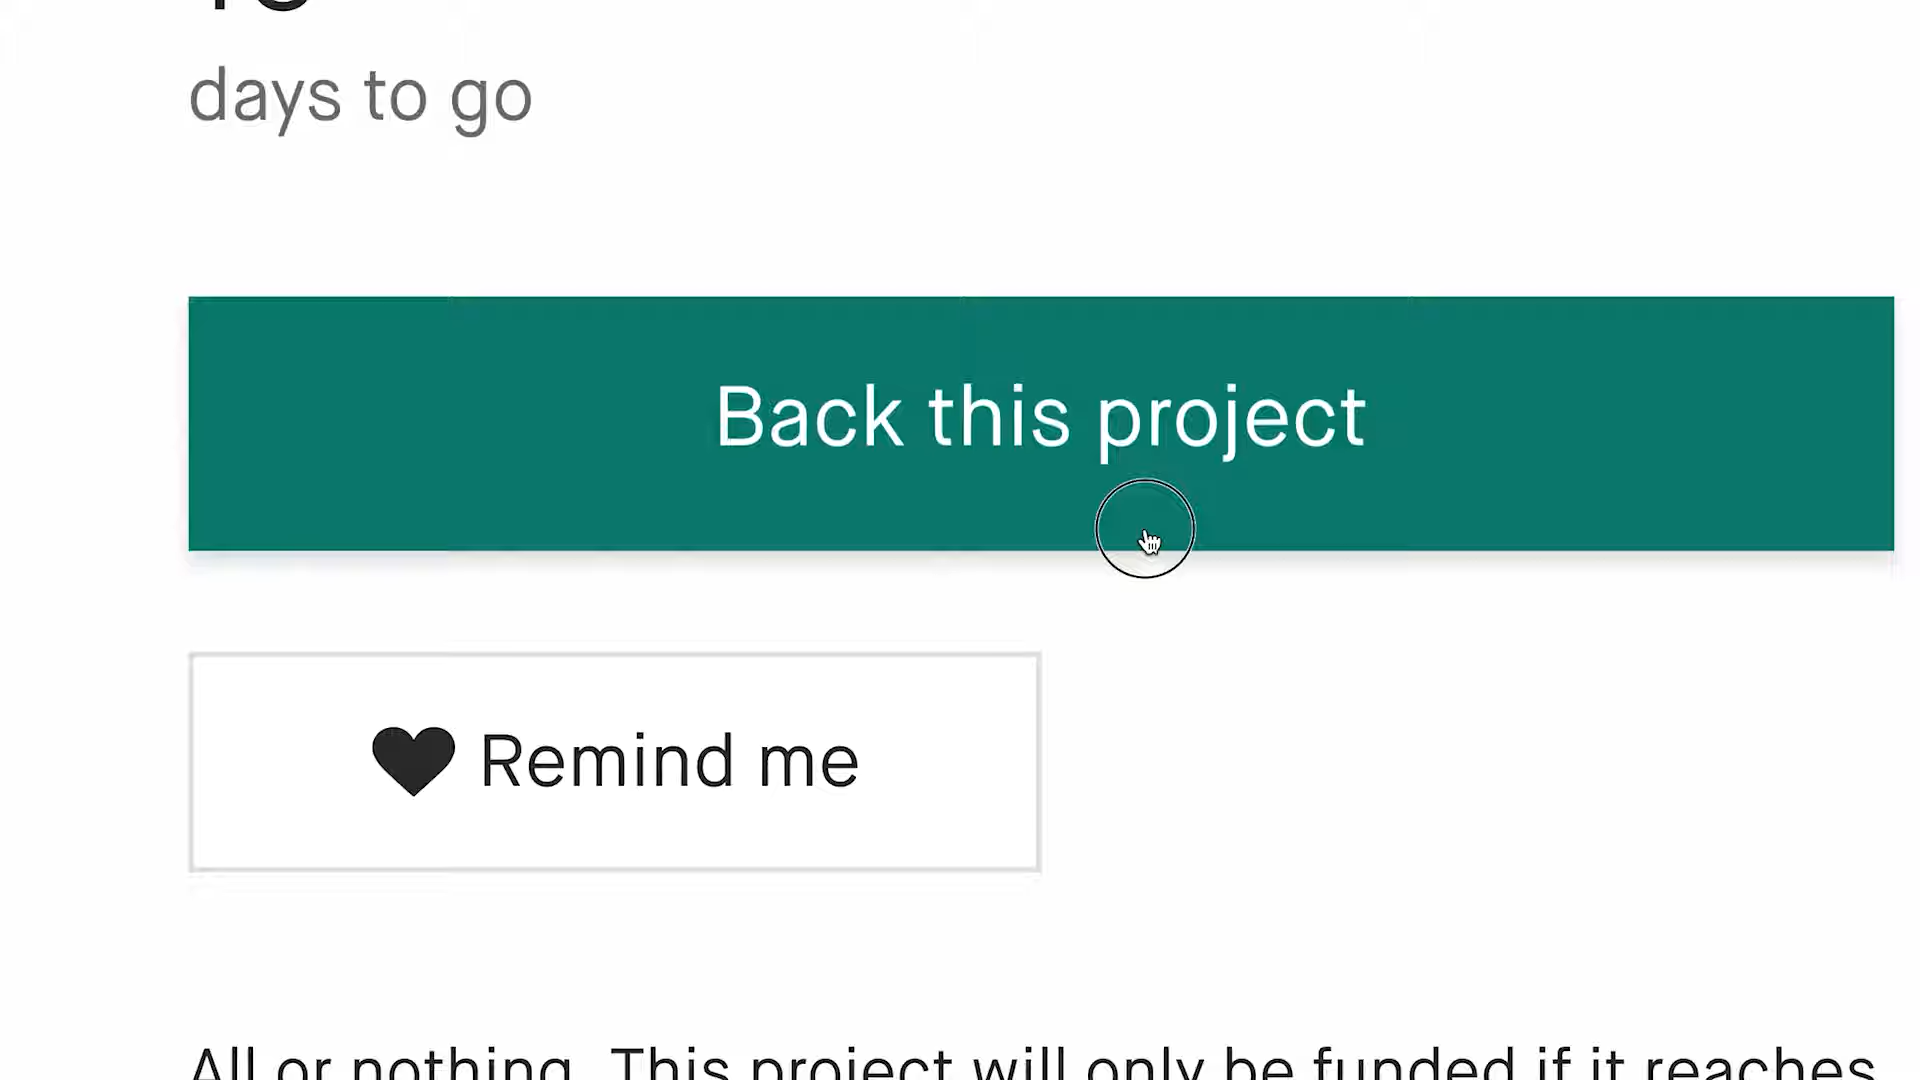 days to go
Back this project
Remind me
All or nothing. This project will only be funded if it reaches